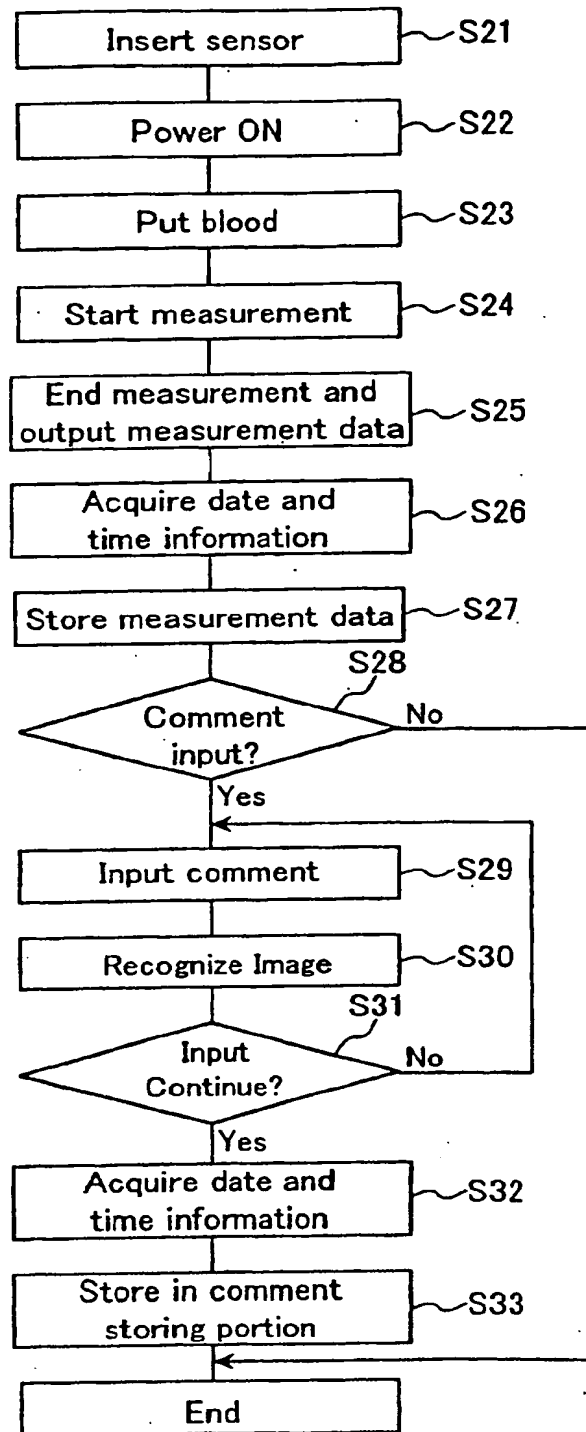 Insert sensor
S21
Power ON
S22
Put blood
S23
Start measurement
S24
End measurement and
output measurement data
S25
Acquire date and
time information
S26
Store measurement data
S27
S28
Comment
input?
No
Yes
Input comment
S29
Recognize Image
S30
S31
Input
Continue?
No
Yes
Acquire date and
time information
S32
Store in comment
storing portion
S33
End